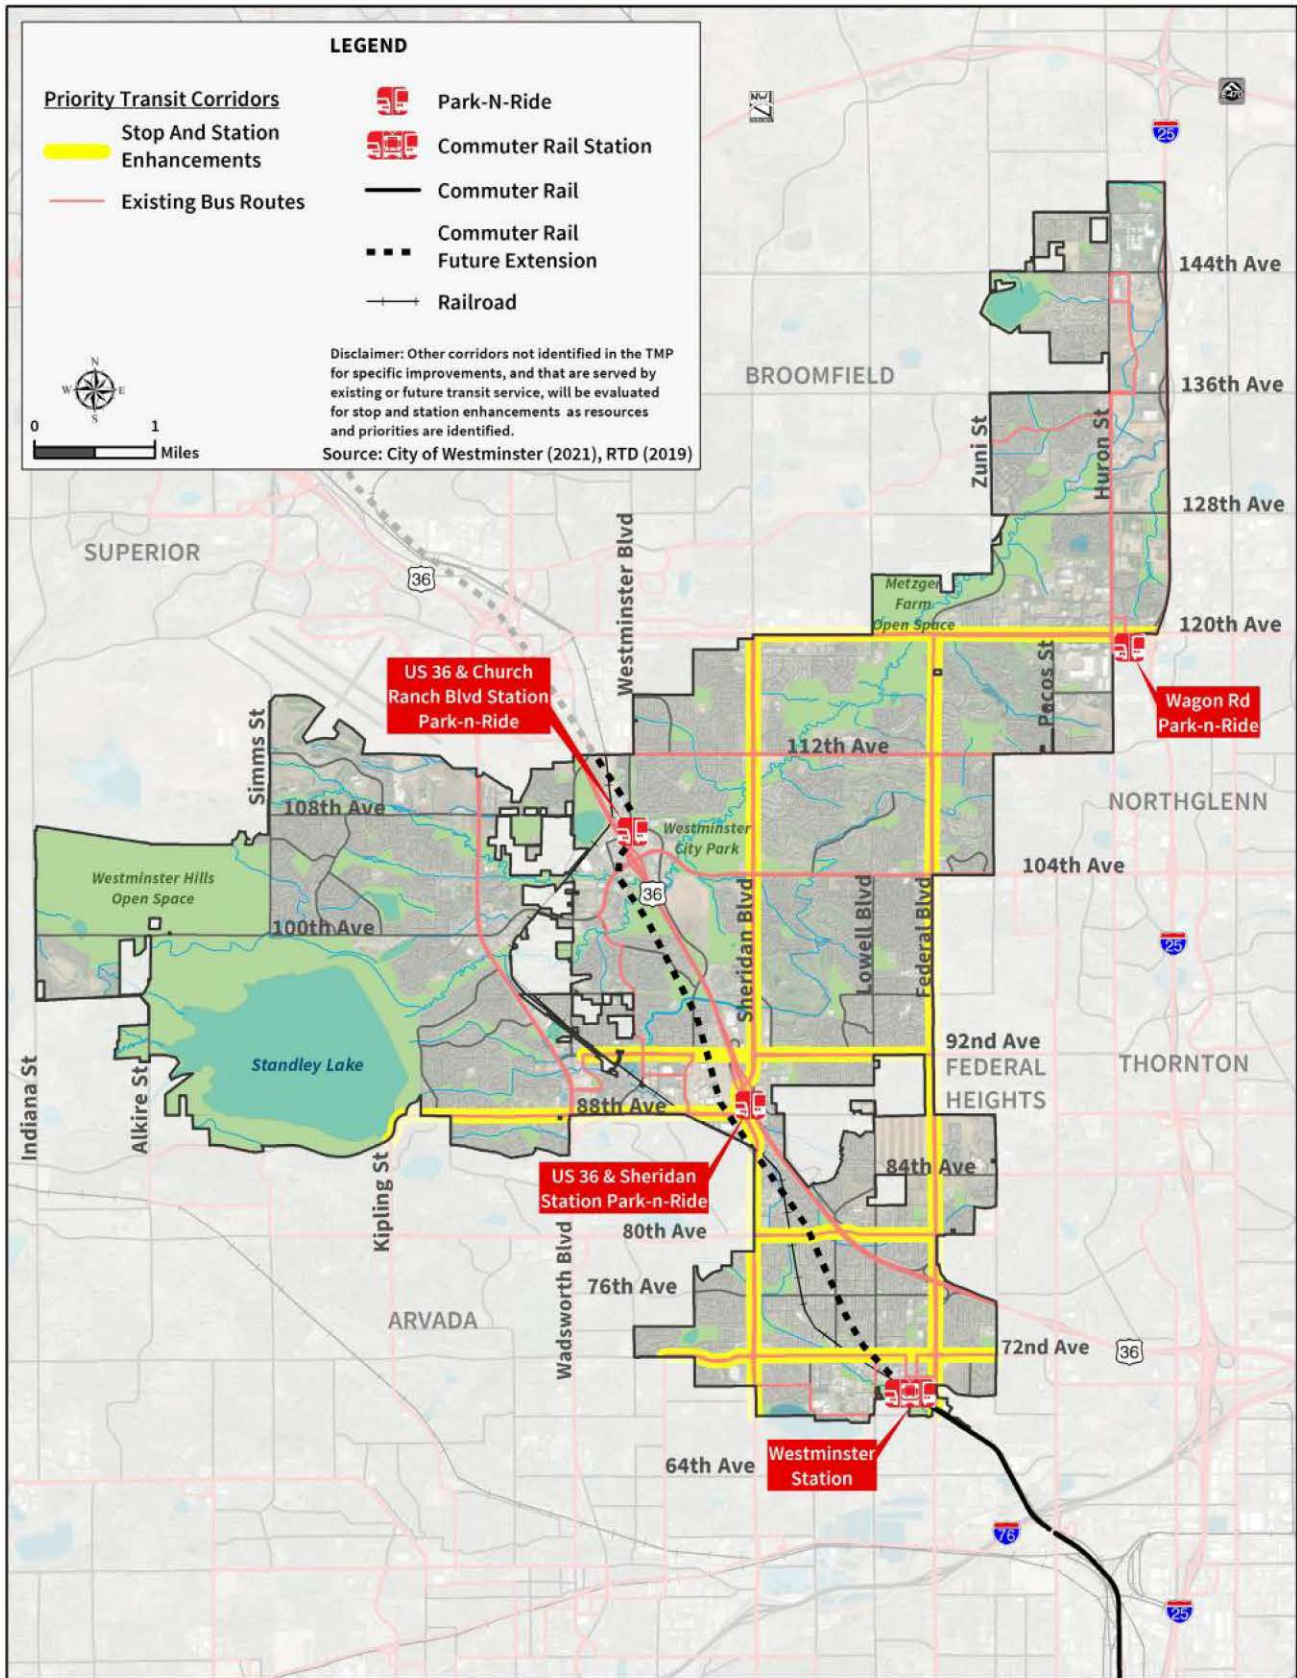 LEGEND
Priority Transit Corridors
Stop And Station
Enhancements
Existing Bus Routes
Park-N-Ride
Commuter Rail Station
Commuter Rail
Commuter Rail
Future Extension
Railroad
N
W
E
S
0
1
Miles
Disclaimer: Other corridors not identified in the TMP
for specific improvements, and that are served by
existing or future transit service, will be evaluated
for stop and station enhancements as resources
and priorities are identified.
Source: City of Westminster (2021), RTD (2019)
NW
25
144th Ave
BROOMFIELD
136th Ave
Zuni St
Huron St
128th Ave
SUPERIOR
36
Westminster Blvd
Metzger
Farm
Open Space
120th Ave
Pecos St
US 36 & Church
Ranch Blvd Station
Park-n-Ride
Wagon Rd
Park-n-Ride
Simms St
112th Ave
108th Ave
NORTHGLENN
Westminster
City Park
104th Ave
Westminster Hills
Open Space
36
100th Ave
Sheridan Blvd
Lowell Blvd
Federal Blvd
25
92nd Ave
Standley Lake
FEDERAL
HEIGHTS
THORNTON
Indiana St
Alkire St
88th Ave
Kipling St
84th Ave
US 36 & Sheridan
Station Park-n-Ride
80th Ave
Wadsworth Blvd
76th Ave
ARVADA
72nd Ave
36
64th Ave
Westminster
Station
76
25